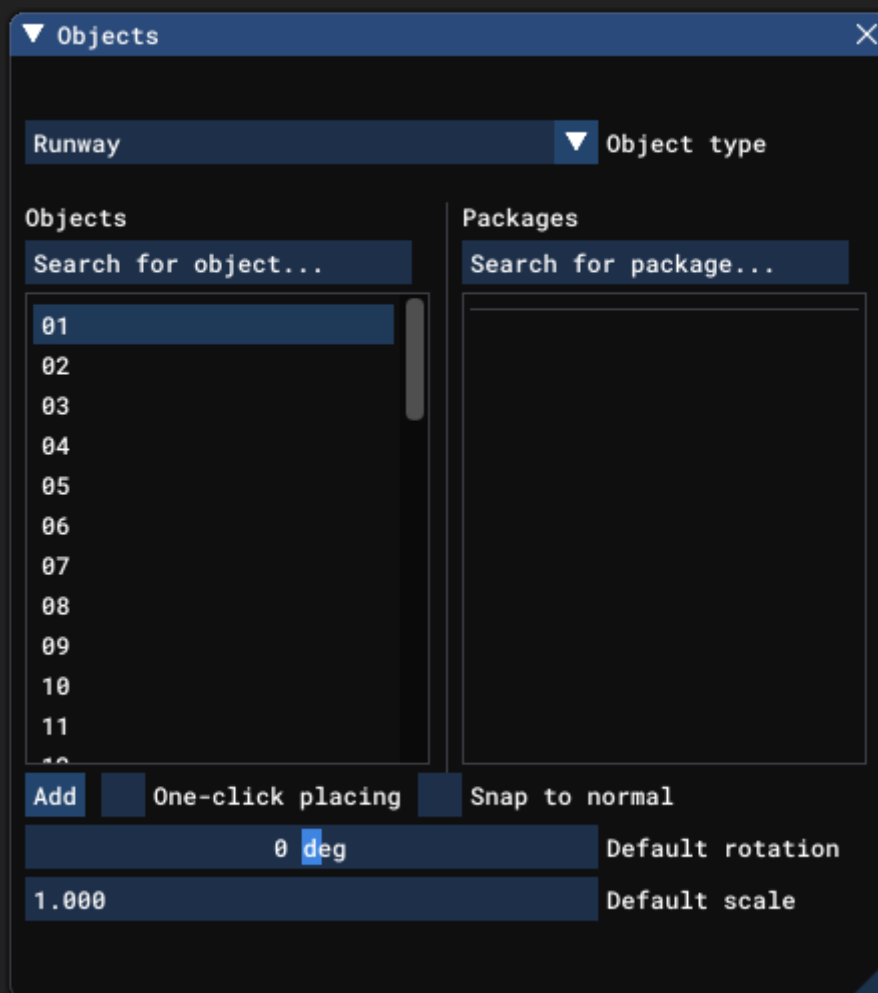 Objects
Runway
Object type
Objects
Search for object...
01
02
03
04
05
06
07
08
09
10
11
Packages
Search for package...
Add
One-click placing
Snap to normal
0 deg
Default rotation
1.000
Default scale